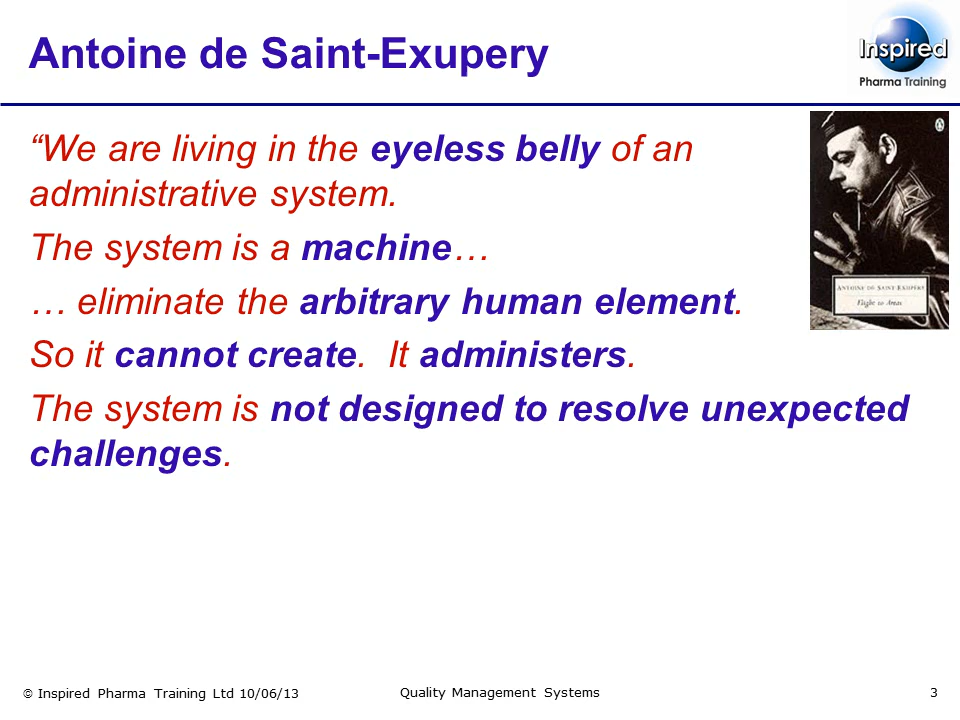 Antoine de Saint-Exupery
Inspired
Pharma Training
“We are living in the eyeless belly of an
administrative system.
The system is a machine…
… eliminate the arbitrary human element.
So it cannot create.  It administers.
The system is not designed to resolve unexpected
challenges.
ANTOINE DE SAINT-EXUPÉRY
Flight to Arras
© Inspired Pharma Training Ltd 10/06/13
Quality Management Systems
3